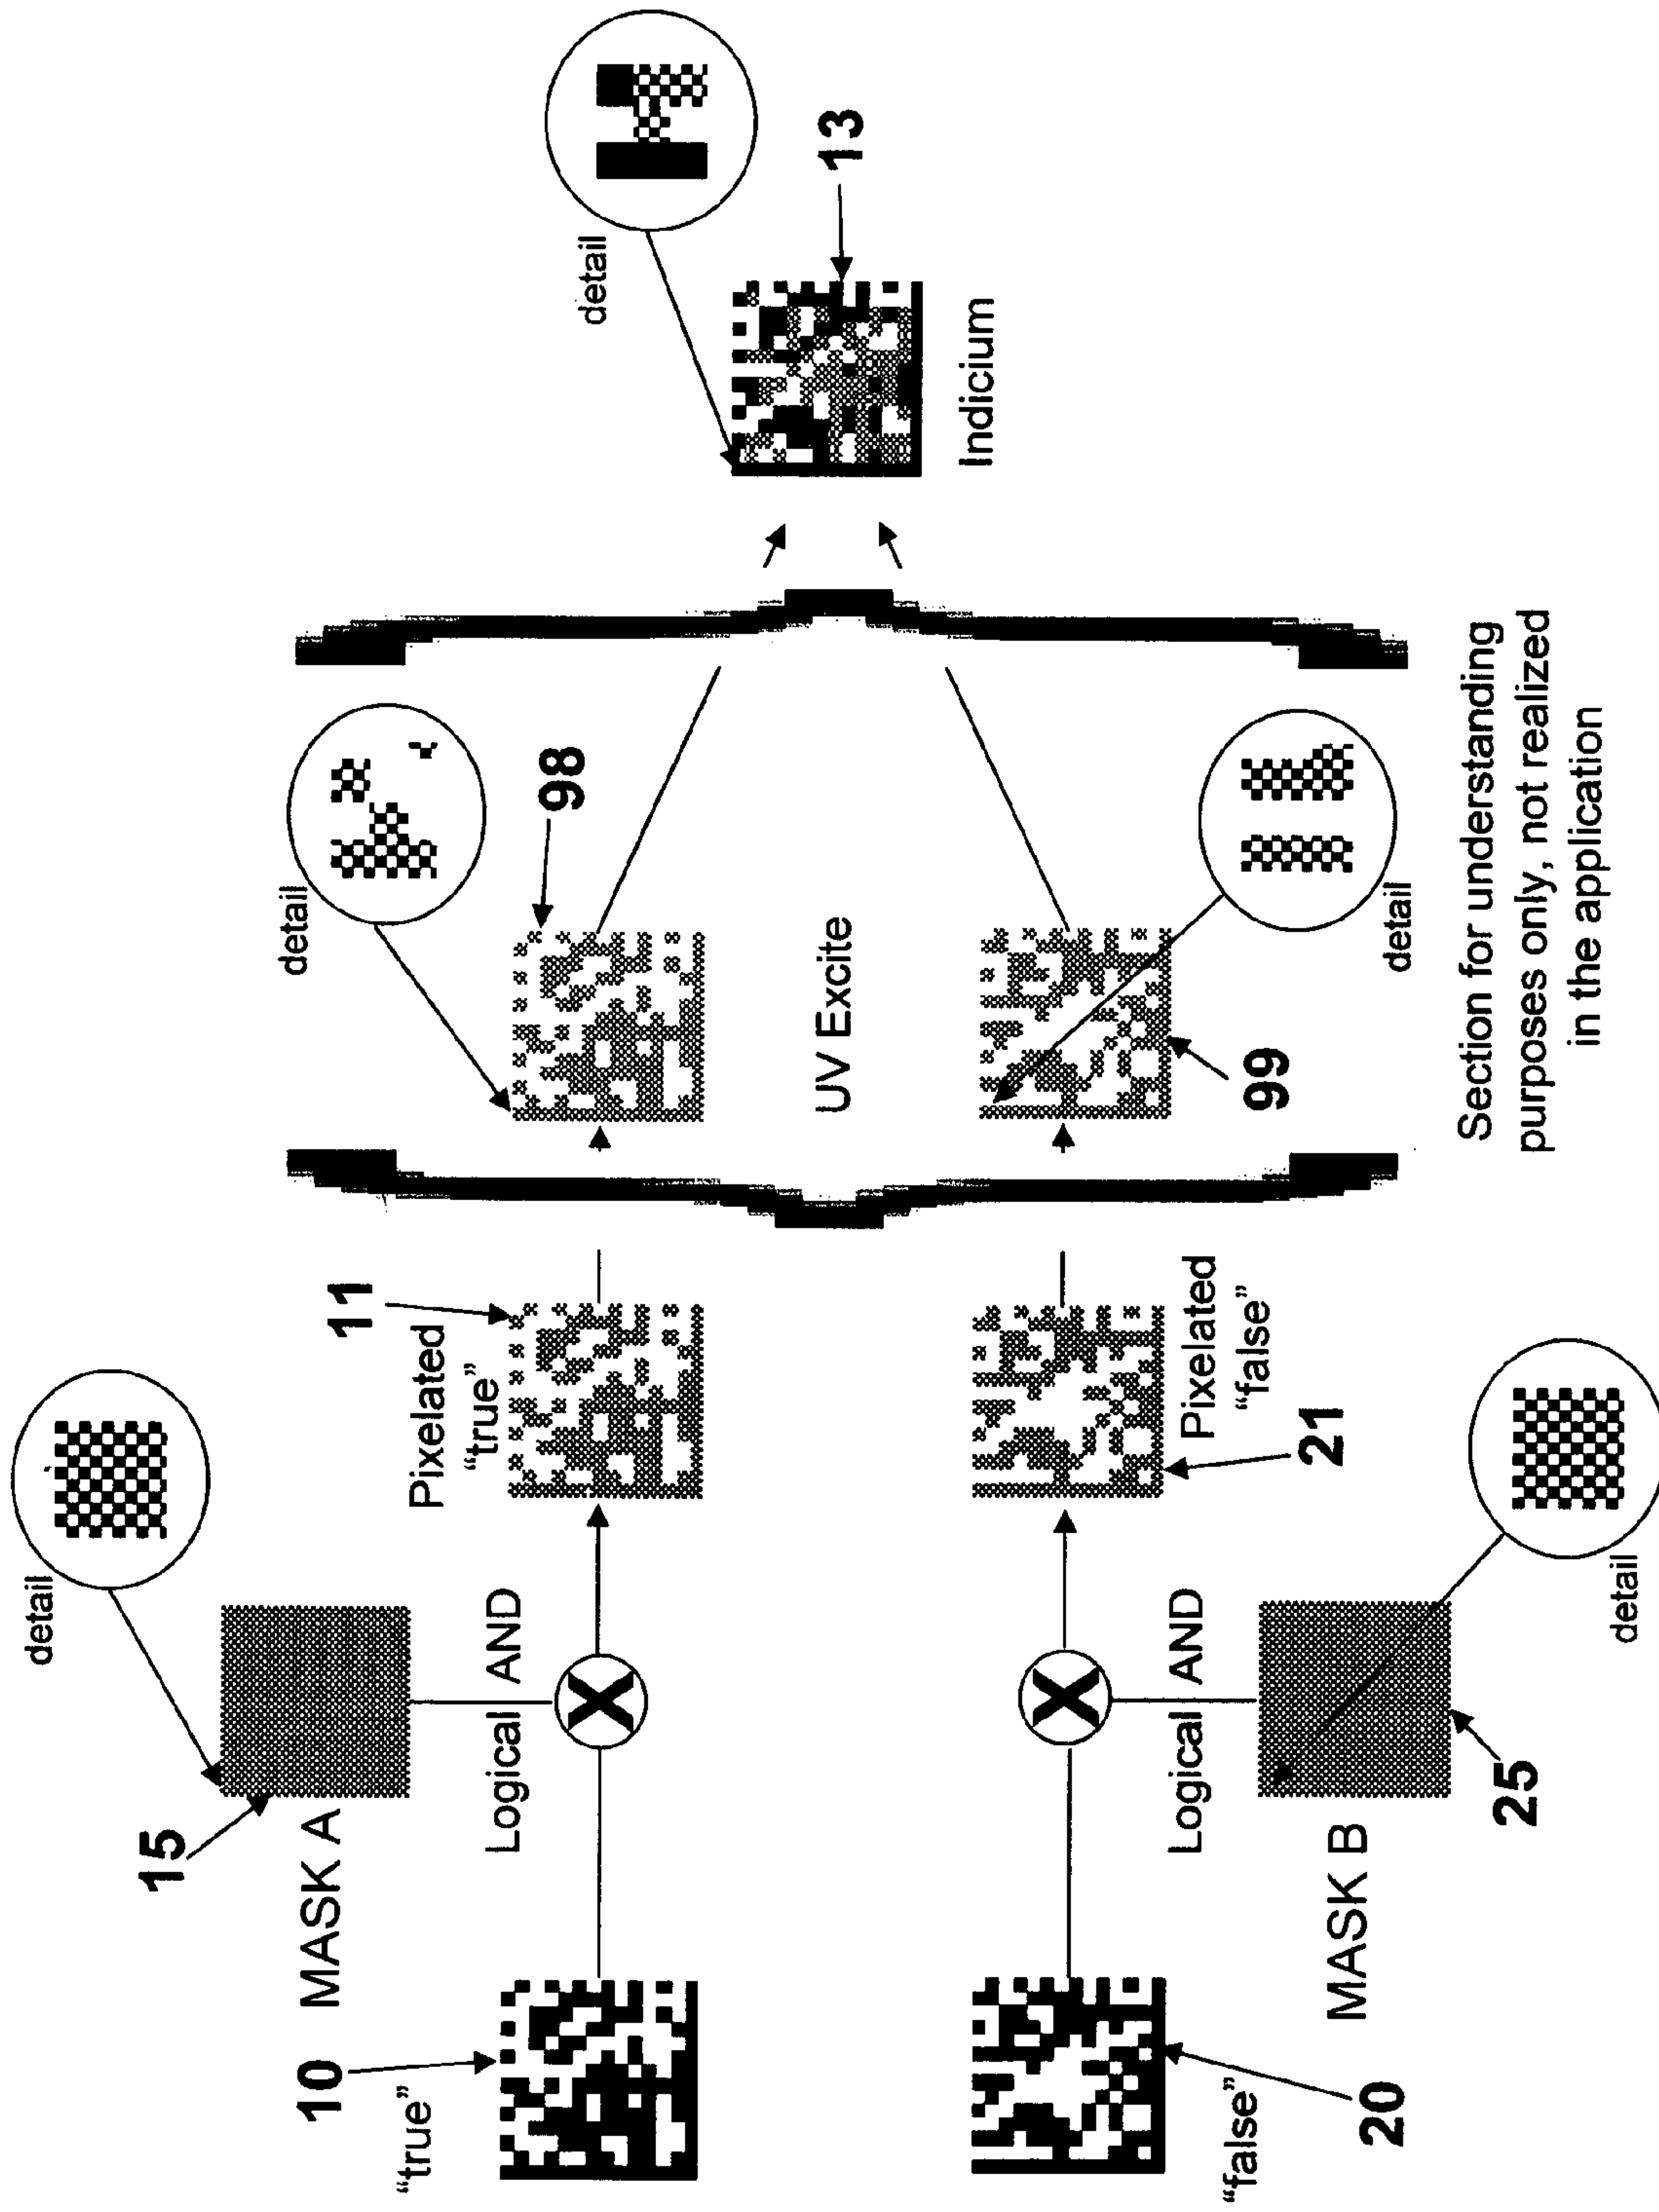 detail
15
MASK A
10
"true"
Logical AND
11
Pixelated
"true"
detail
98
detail
13
Indicium
UV Excite
"false"
20
Logical AND
MASK B
25
detail
Pixelated
"false"
21
99
detail
Section for understanding
purposes only, not realized
in the application